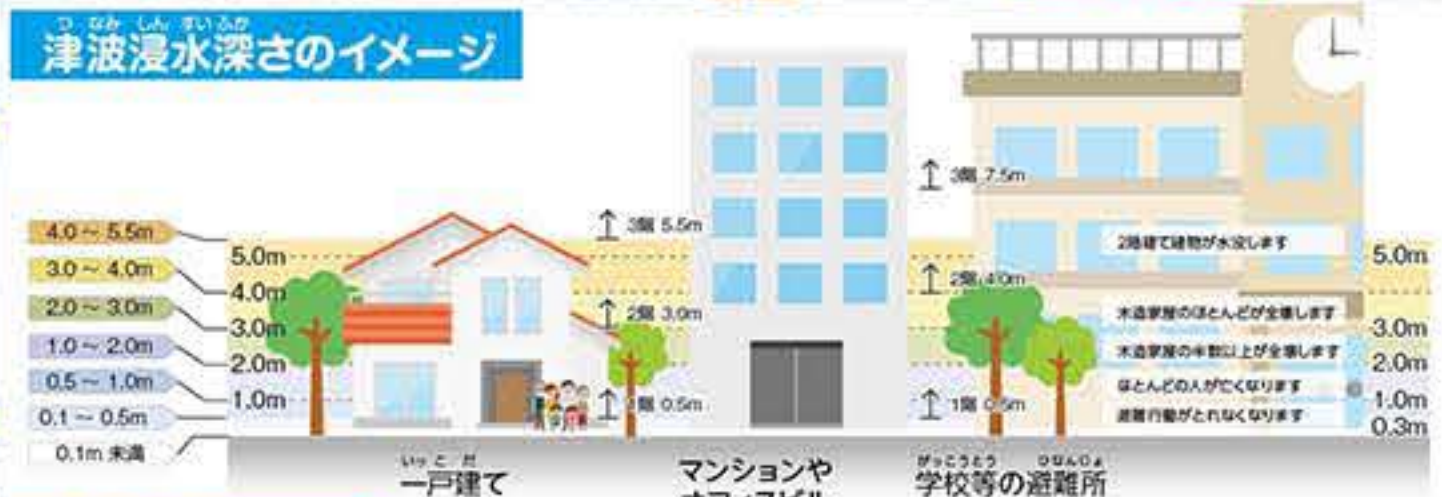 つ なみ しん すい ふか
津波浸水深さのイメージ
4.0 ～ 5.5m
3.0 ～ 4.0m
2.0 ～ 3.0m
1.0 ～ 2.0m
0.5 ～ 1.0m
0.1 ～ 0.5m
0.1m 未満
5.0m
4.0m
3.0m
2.0m
1.0m
3階 5.5m
2階 3.0m
1階 0.5m
3階 7.5m
2階 4.0m
1階 0.5m
2階建て建物が水没します
木造家屋のほとんどが全壊します
木造家屋の半数以上が全壊します
ほとんどの人が亡くなります
避難行動がとれなくなります
5.0m
3.0m
2.0m
1.0m
0.3m
いっこ だ
一戸建て
マンションや
オフィスビル
がっこうとう ひなんじょ
学校等の避難所